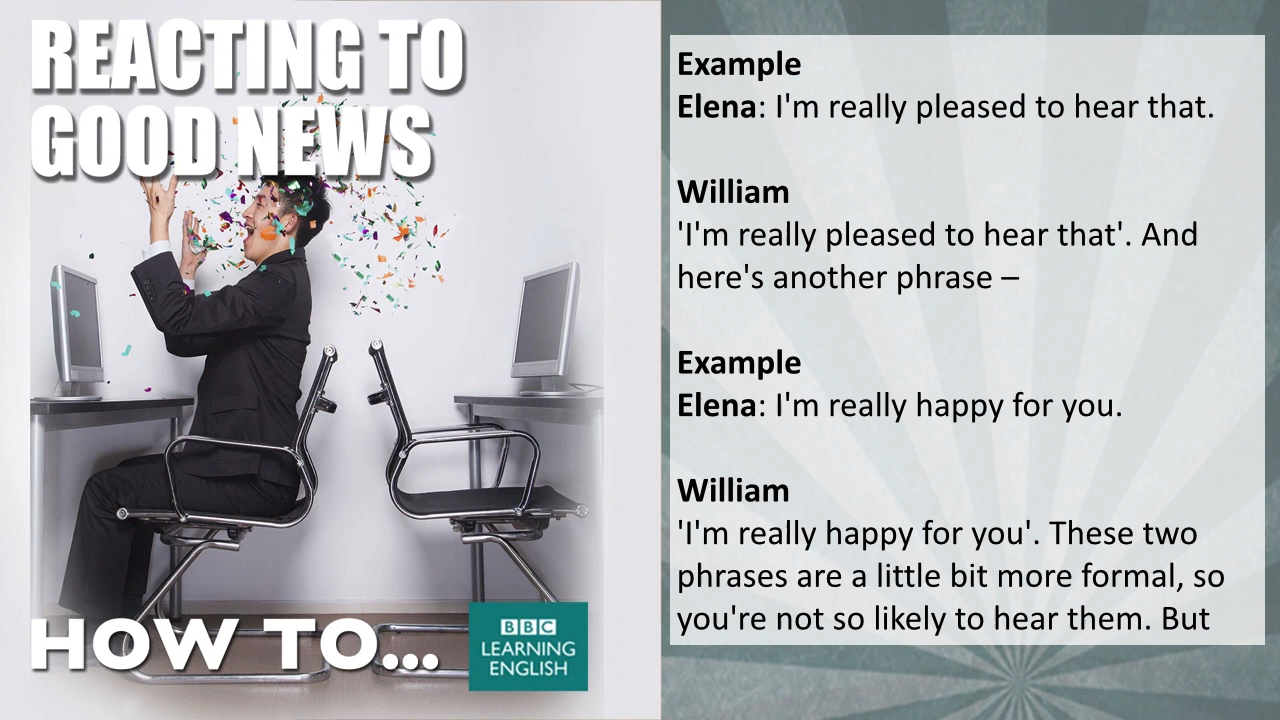 REACTING TO
GOOD NEWS
HOW TO...
BBC
LEARNING
ENGLISH
Example
Elena: I'm really pleased to hear that.
William
'I'm really pleased to hear that'. And
here's another phrase –
Example
Elena: I'm really happy for you.
William
'I'm really happy for you'. These two
phrases are a little bit more formal, so
you're not so likely to hear them. But